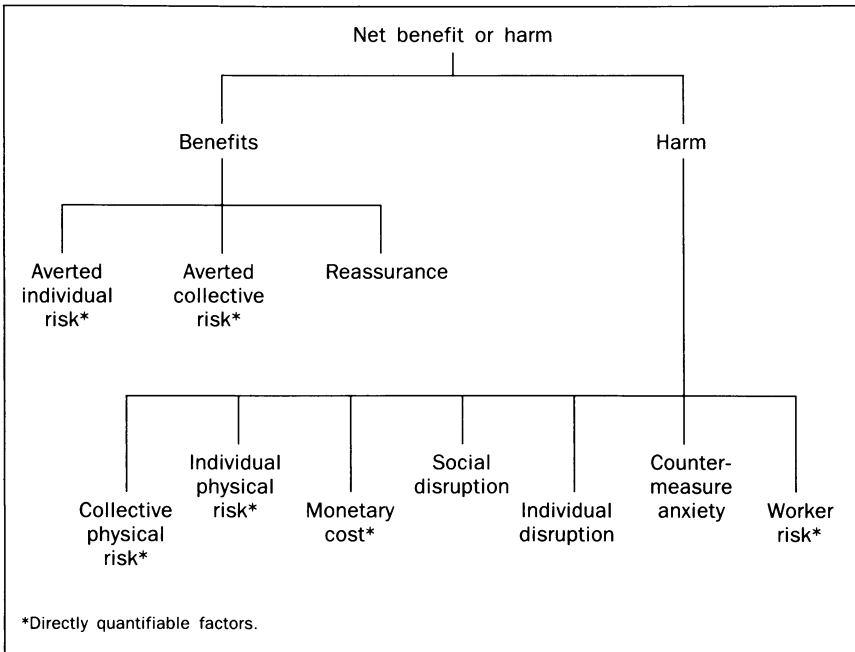 Net benefit or harm
Benefits
Harm
Averted
individual
risk*
Averted
collective
risk*
Reassurance
Collective
physical
risk*
Individual
physical
risk*
Monetary
cost*
Social
disruption
Individual
disruption
Counter-
measure
anxiety
Worker
risk*
*Directly quantifiable factors.